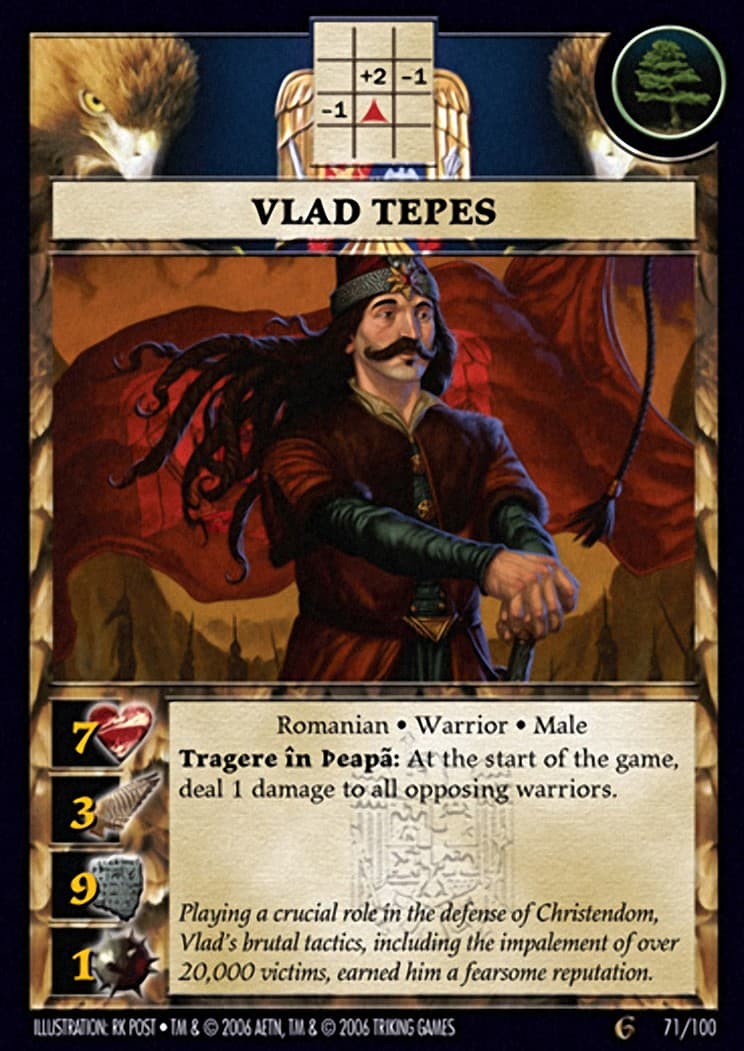 +2 -1
-1
VLAD TEPES
7
3
9
1
Romanian • Warrior • Male
Tragere în Þeapã: At the start of the game,
deal 1 damage to all opposing warriors.
Playing a crucial role in the defense of Christendom,
Vlad's brutal tactics, including the impalement of over
20,000 victims, earned him a fearsome reputation.
ILLUSTRATION: RK POST • TM & © 2006 AETN, TM & © 2006 TRIKING GAMES
G 71/100